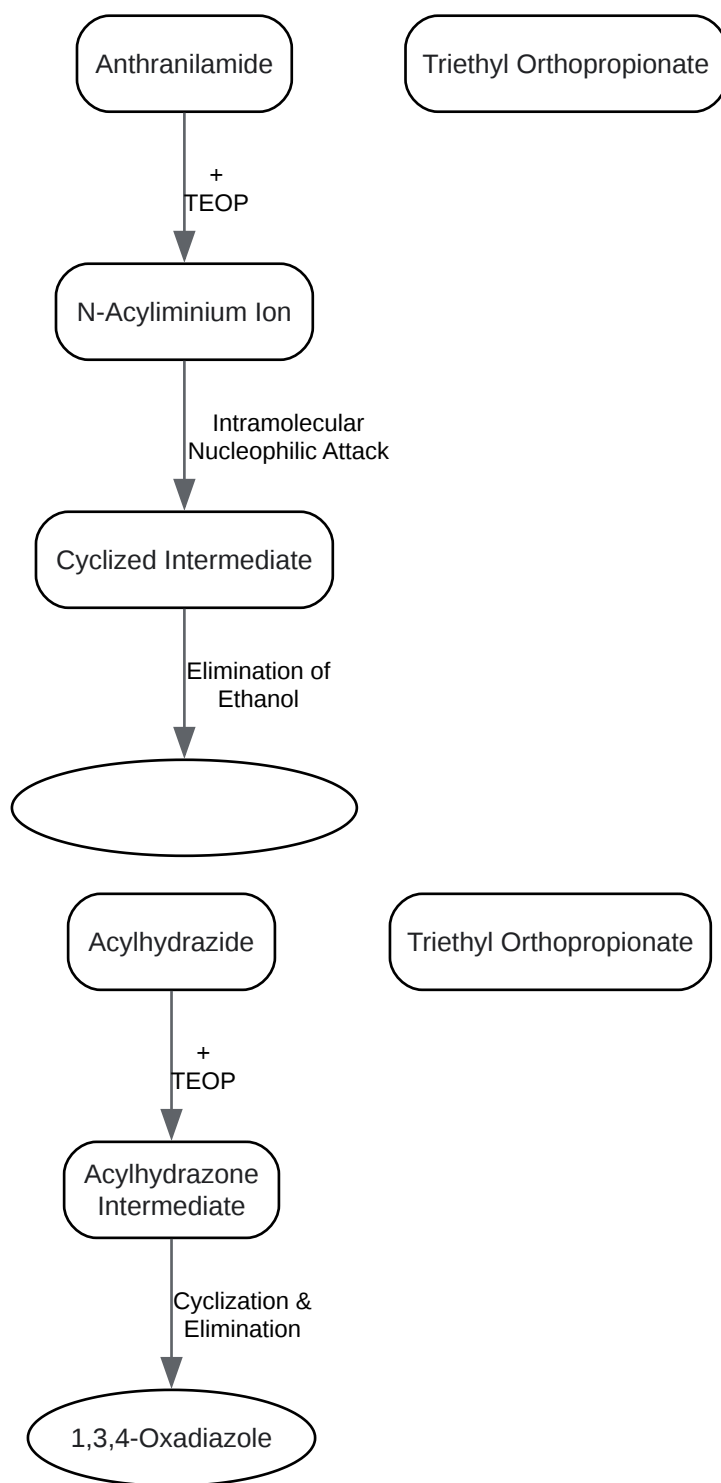 Anthranilamide
Triethyl Orthopropionate
+
TEOP
N-Acyliminium Ion
Intramolecular
Nucleophilic Attack
Cyclized Intermediate
Elimination of
Ethanol
Acylhydrazide
Triethyl Orthopropionate
+
TEOP
Acylhydrazone
Intermediate
Cyclization &
Elimination
1,3,4-Oxadiazole